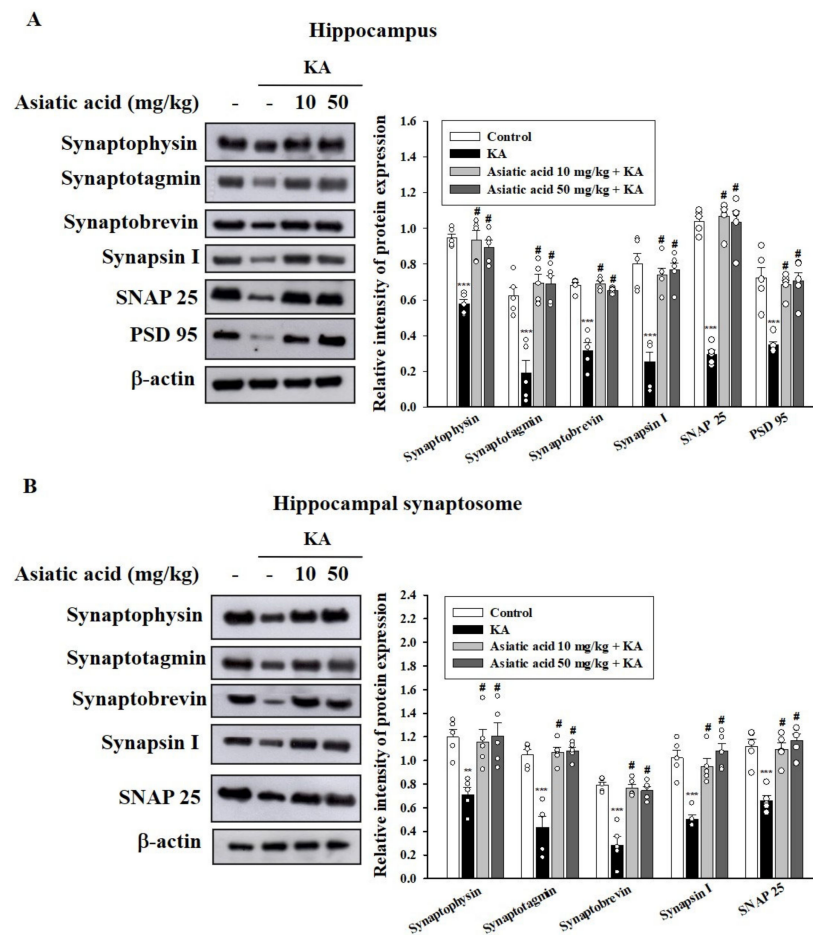 A
Hippocampus
KA
Asiatic acid (mg/kg) - - 10 50
Synaptophysin
Synaptotagmin
Synaptobrevin
Synapsin I
SNAP 25
PSD 95
β-actin
Relative intensity of protein expression
1.6
1.4
1.2
1.0
0.8
0.6
0.4
0.2
0.0
Control
KA
Asiatic acid 10 mg/kg + KA
Asiatic acid 50 mg/kg + KA
*** # #
*** # #
*** # #
*** # #
*** # #
*** # #
Synaptophysin
Synaptotagmin
Synaptobrevin
Synapsin I
SNAP 25
PSD 95
B
Hippocampal synaptosome
KA
Asiatic acid (mg/kg) - - 10 50
Synaptophysin
Synaptotagmin
Synaptobrevin
Synapsin I
SNAP 25
β-actin
Relative intensity of protein expression
2.4
2.2
2.0
1.8
1.6
1.4
1.2
1.0
0.8
0.6
0.4
0.2
0.0
Control
KA
Asiatic acid 10 mg/kg + KA
Asiatic acid 50 mg/kg + KA
** # #
*** # #
*** # #
*** # #
*** # #
Synaptophysin
Synaptotagmin
Synaptobrevin
Synapsin I
SNAP 25